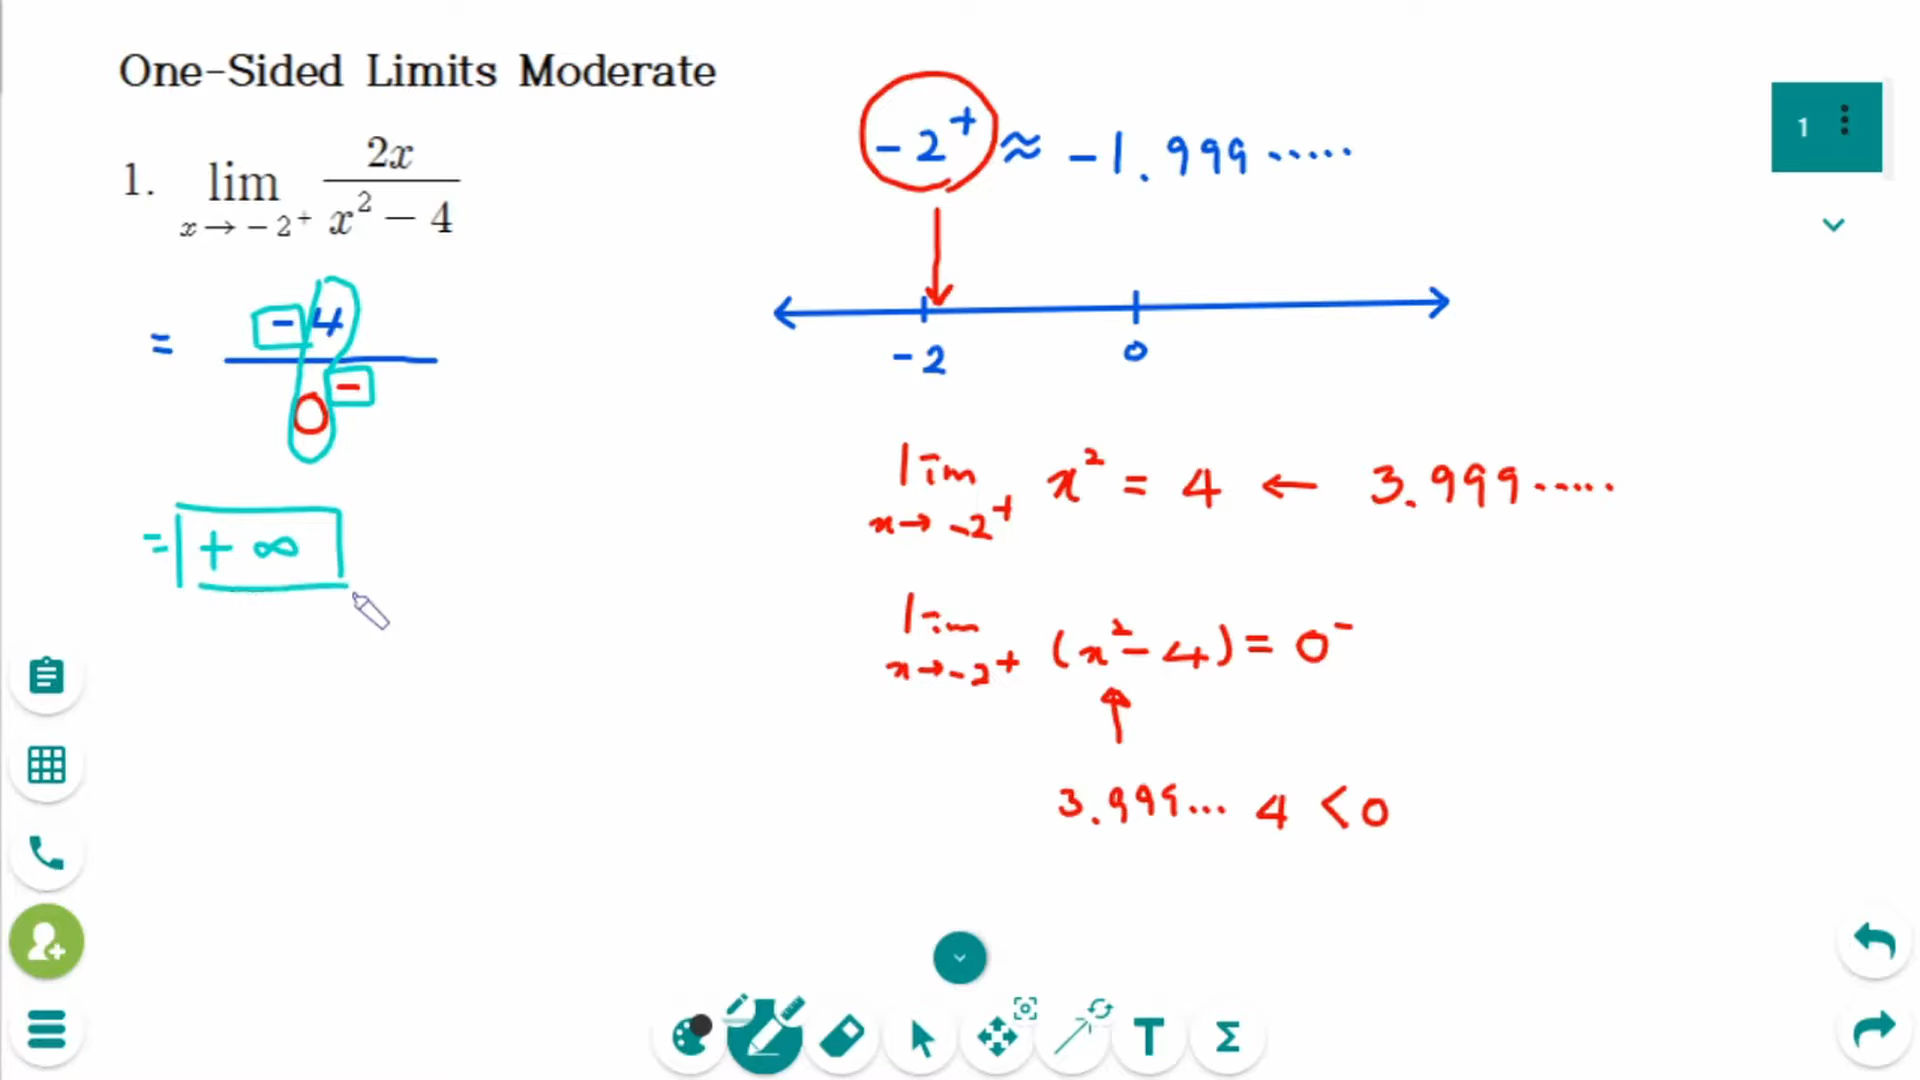 One-Sided Limits Moderate
1. lim x→-2⁺ 2x / x² - 4
= -4 / 0⁻
= + ∞
-2⁺ ≈ -1.999.....
-2 0
lim x→-2⁺ x² = 4 ← 3.999.....
lim x→-2⁺ (x²-4) = 0⁻
3.999... 4 < 0
1
T
Σ